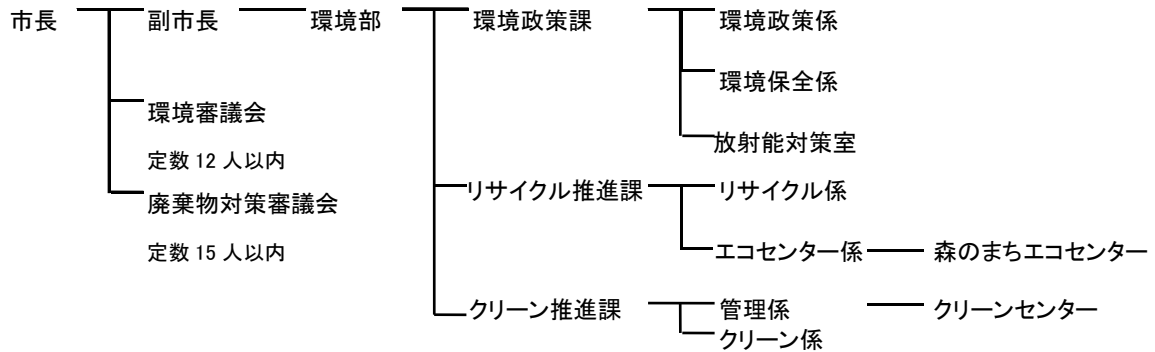 市長 副市長 環境部 環境政策課 環境政策係
環境保全係
環境審議会
放射能対策室
定数 12 人以内
リサイクル推進課 リサイクル係
廃棄物対策審議会
定数 15 人以内
エコセンター係 森のまちエコセンター
クリーン推進課 管理係 クリーンセンター
クリーン係